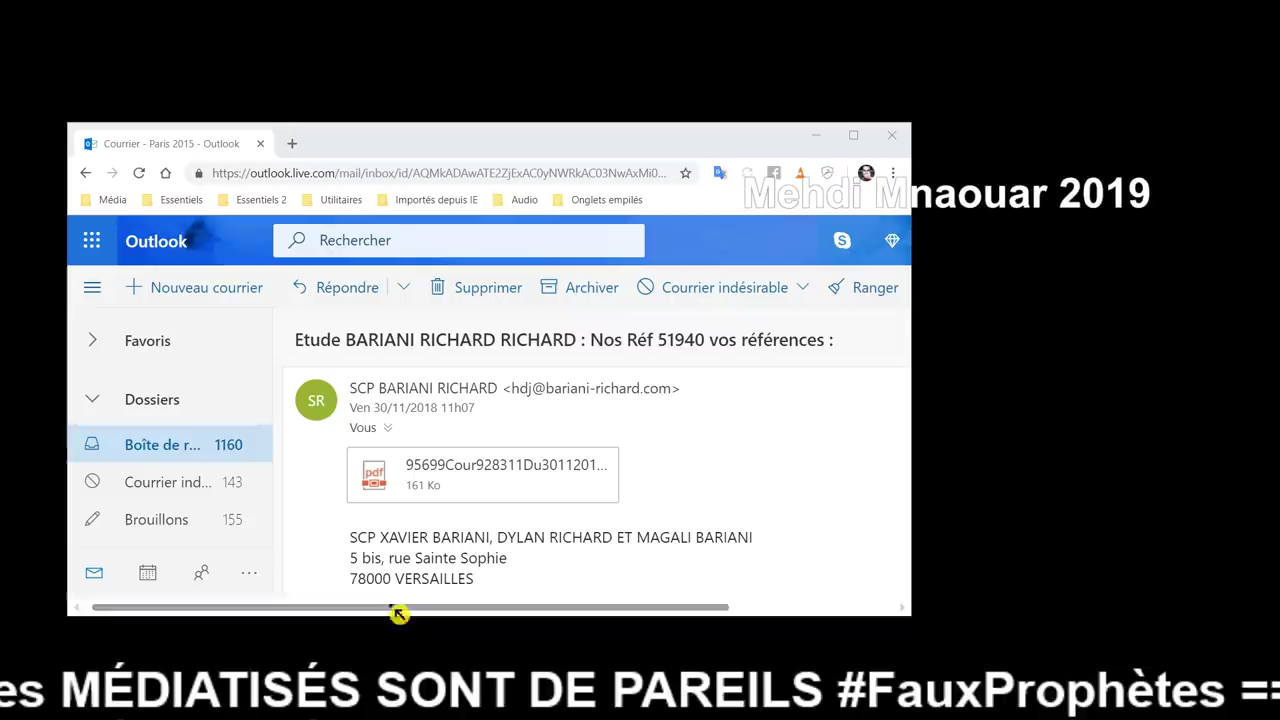 Courrier - Paris 2015 - Outlook
https://outlook.live.com/mail/inbox/id/AQMkADAwATE2ZjExAC0yNWRkAC03NwAxMi0...
Média Essentiels Essentiels 2 Utilitaires Importés depuis IE Audio Onglets empilés
Mehdi Mnaouar 2019
Outlook Rechercher
Nouveau courrier Répondre Supprimer Archiver Courrier indésirable Ranger
Favoris
Etude BARIANI RICHARD RICHARD : Nos Réf 51940 vos références :
Dossiers
SR
SCP BARIANI RICHARD <hdj@bariani-richard.com>
Ven 30/11/2018 11h07
Vous
Boîte de r... 1160
Courrier ind... 143
Brouillons 155
pdf
95699Cour928311Du3011201...
161 Ko
SCP XAVIER BARIANI, DYLAN RICHARD ET MAGALI BARIANI
5 bis, rue Sainte Sophie
78000 VERSAILLES
es MÉDIATISÉS SONT DE PAREILS #FauxProphètes ==